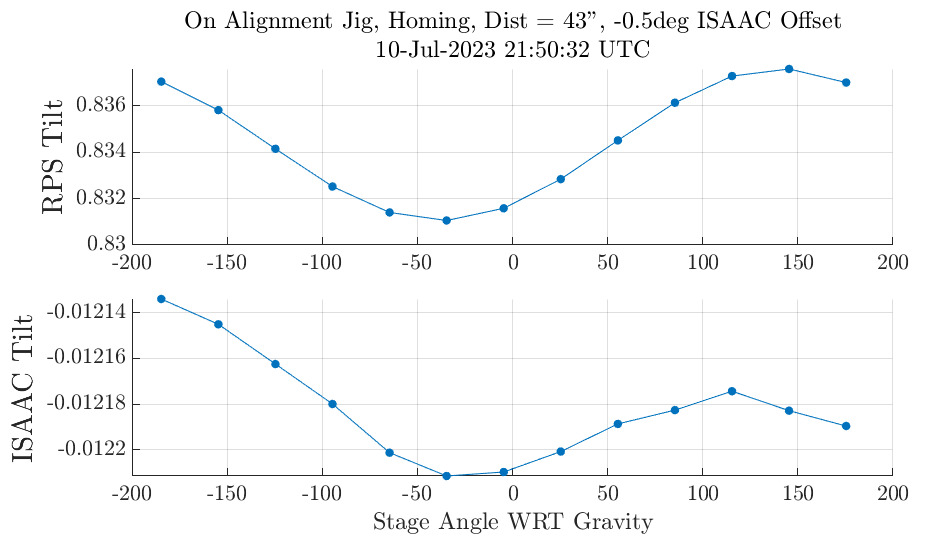 On Alignment Jig, Homing, Dist = 43”, -0.5deg ISAAC Offset
10-Jul-2023 21:50:32 UTC
RPS Tilt
0.836
0.834
0.832
0.83
-200 -150 -100 -50 0 50 100 150 200
ISAAC Tilt
-0.01214
-0.01216
-0.01218
-0.0122
-200 -150 -100 -50 0 50 100 150 200
Stage Angle WRT Gravity